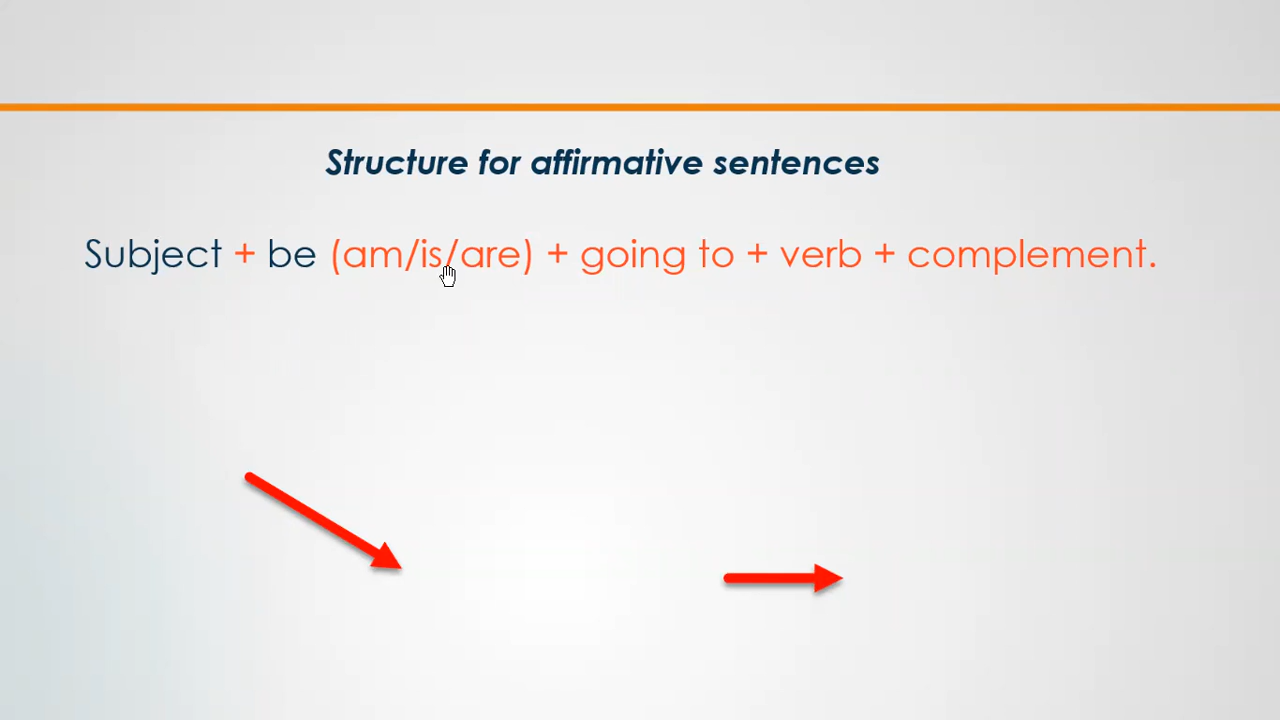 Structure for affirmative sentences
Subject + be (am/is/are) + going to + verb + complement.